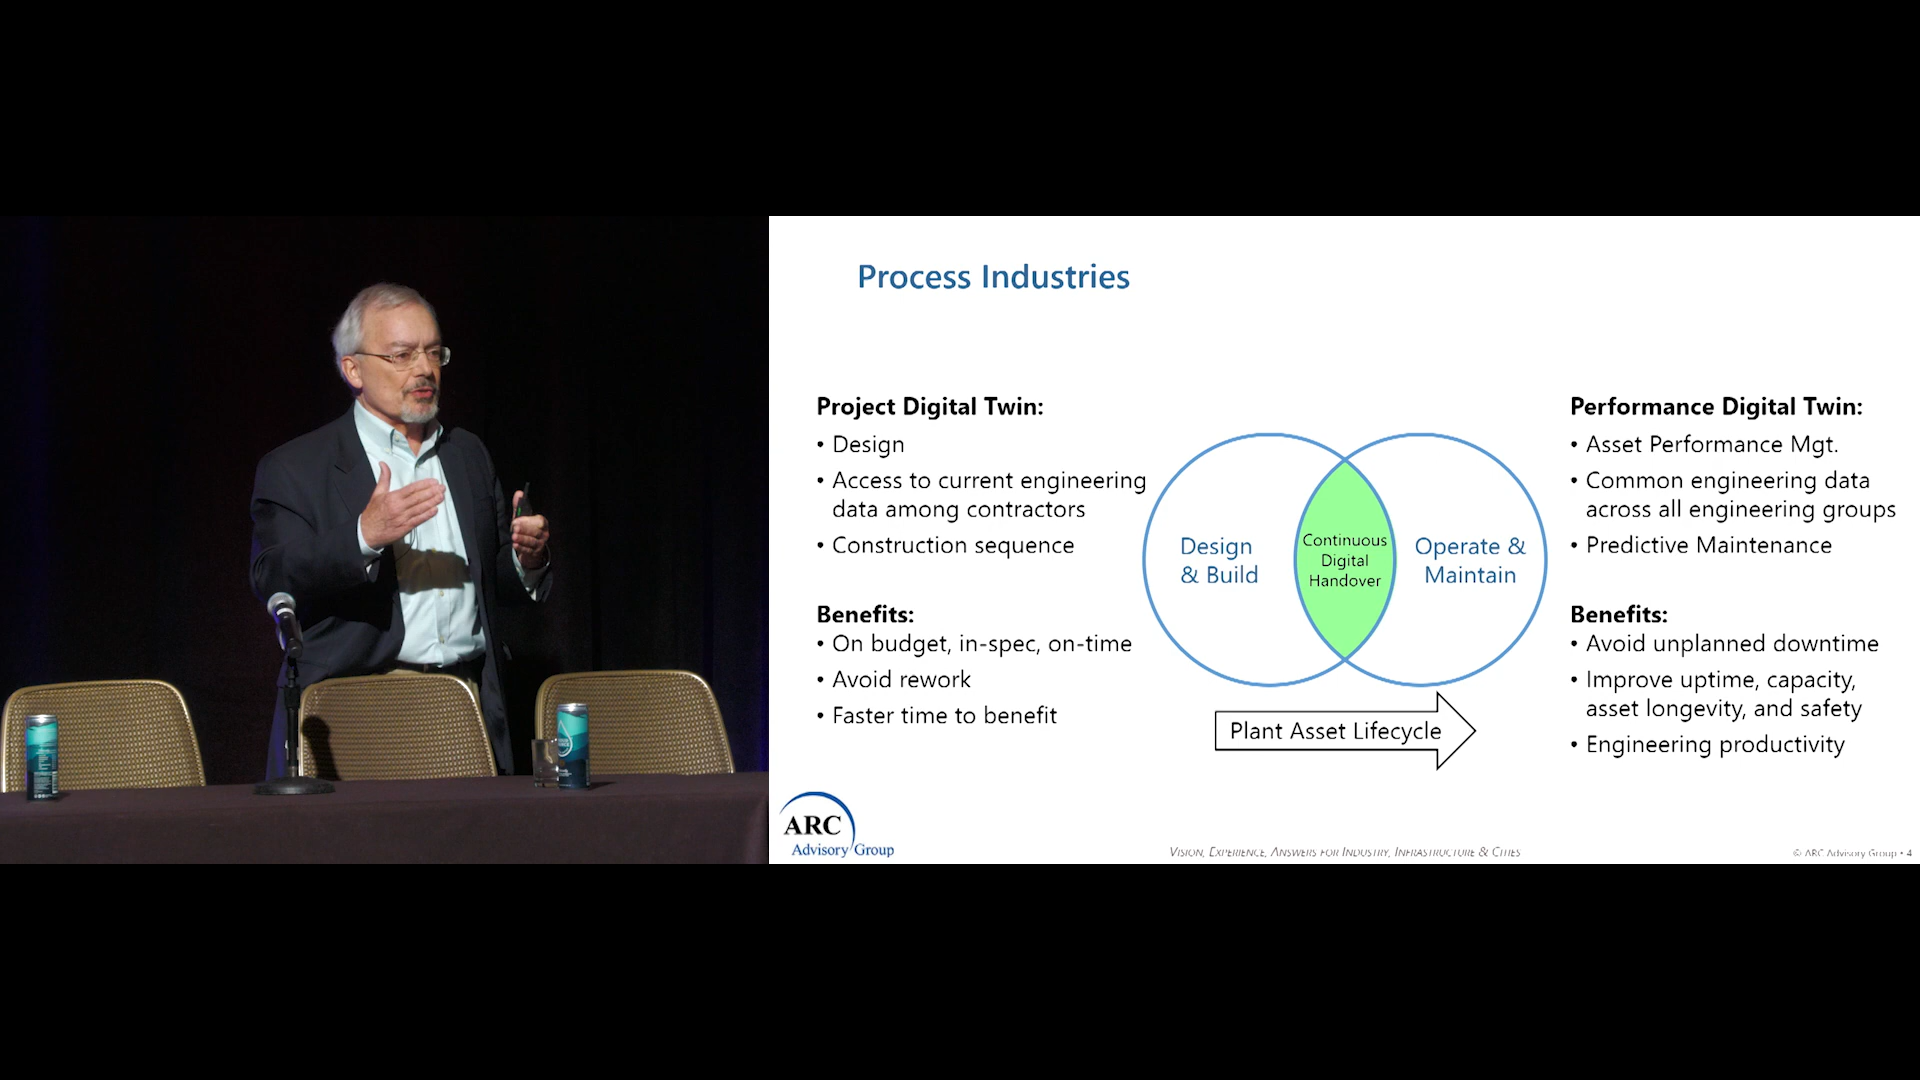 Process Industries
Project Digital Twin:
• Design
• Access to current engineering
data among contractors
• Construction sequence
Benefits:
• On budget, in-spec, on-time
• Avoid rework
• Faster time to benefit
Design
& Build
Continuous
Digital
Handover
Operate &
Maintain
Plant Asset Lifecycle
Performance Digital Twin:
• Asset Performance Mgt.
• Common engineering data
across all engineering groups
• Predictive Maintenance
Benefits:
• Avoid unplanned downtime
• Improve uptime, capacity,
asset longevity, and safety
• Engineering productivity
ARC
Advisory Group
Vision, Experience, Answers for Industry, Infrastructure & Cities
© ARC Advisory Group • 4